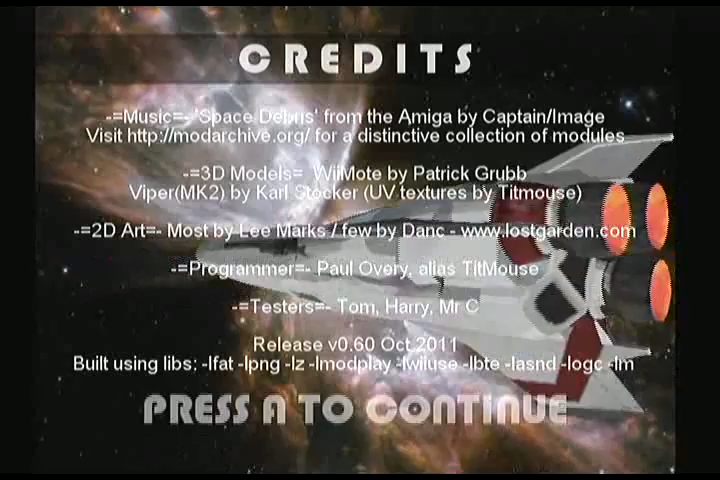 CREDITS
-=Music=- 'Space Debris' from the Amiga by Captain/Image
Visit http://modarchive.org/ for a distinctive collection of modules
-=3D Models= WiiMote by Patrick Grubb
Viper(MK2) by Karl Stocker (UV textures by Titmouse)
-=2D Art=- Most by Lee Marks / few by Danc - www.lostgarden.com
-=Programmer=- Paul Overy, alias TitMouse
-=Testers=- Tom, Harry, Mr C
Release v0.60 Oct 2011
Built using libs: -lfat -lpng -lz -lmodplay -lwiiuse -lbte -lasnd -logc -lm
PRESS A TO CONTINUE